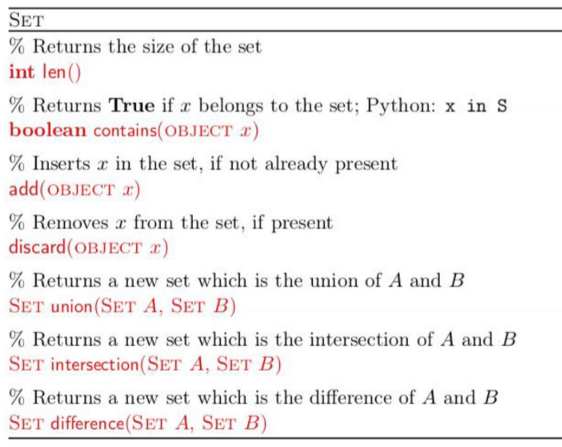 SET
% Returns the size of the set
int len()
% Returns True if x belongs to the set; Python: x in S
boolean contains(OBJECT x)
% Inserts x in the set, if not already present
add(OBJECT x)
% Removes x from the set, if present
discard(OBJECT x)
% Returns a new set which is the union of A and B
SET union(SET A, SET B)
% Returns a new set which is the intersection of A and B
SET intersection(SET A, SET B)
% Returns a new set which is the difference of A and B
SET difference(SET A, SET B)